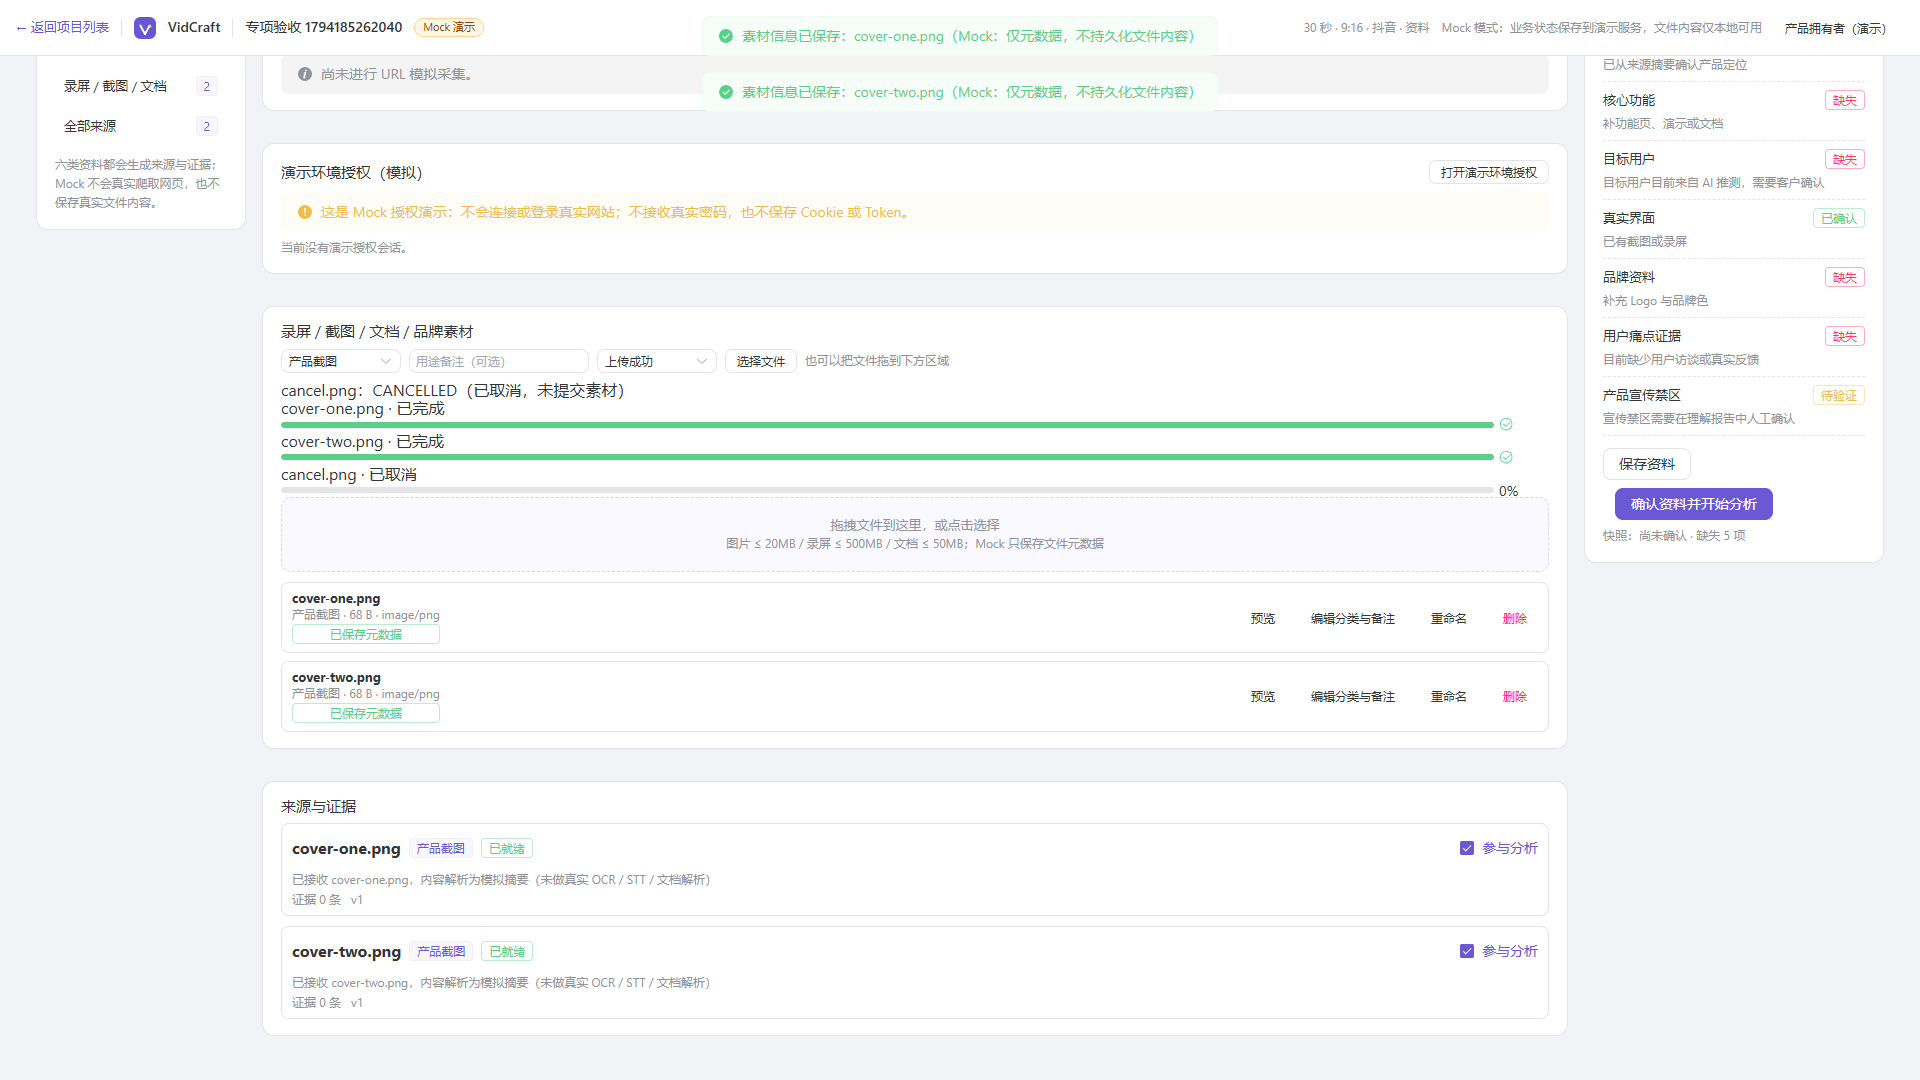 ← 返回项目列表
VidCraft
专项验收 1794185262040
Mock 演示
30 秒 · 9:16 · 抖音 · 资料
Mock 模式：业务状态保存到演示服务，文件内容仅本地可用
产品拥有者（演示）
素材信息已保存：cover-one.png（Mock：仅元数据，不持久化文件内容）
素材信息已保存：cover-two.png（Mock：仅元数据，不持久化文件内容）
录屏 / 截图 / 文档 2
全部来源 2
六类资料都会生成来源与证据；
Mock 不会真实爬取网页，也不
保存真实文件内容。
尚未进行 URL 模拟采集。
演示环境授权（模拟）
打开演示环境授权
这是 Mock 授权演示：不会连接或登录真实网站；不接收真实密码，也不保存 Cookie 或 Token。
当前没有演示授权会话。
录屏 / 截图 / 文档 / 品牌素材
产品截图
用途备注（可选）
上传成功
选择文件
也可以把文件拖到下方区域
cancel.png：CANCELLED（已取消，未提交素材）
cover-one.png · 已完成
cover-two.png · 已完成
cancel.png · 已取消
0%
拖拽文件到这里，或点击选择
图片 ≤ 20MB / 录屏 ≤ 500MB / 文档 ≤ 50MB；Mock 只保存文件元数据
cover-one.png
产品截图 · 68 B · image/png
已保存元数据
预览 编辑分类与备注 重命名 删除
cover-two.png
产品截图 · 68 B · image/png
已保存元数据
预览 编辑分类与备注 重命名 删除
来源与证据
cover-one.png 产品截图 已就绪
参与分析
已接收 cover-one.png，内容解析为模拟摘要（未做真实 OCR / STT / 文档解析）
证据 0 条 v1
cover-two.png 产品截图 已就绪
参与分析
已接收 cover-two.png，内容解析为模拟摘要（未做真实 OCR / STT / 文档解析）
证据 0 条 v1
已从来源摘要确认产品定位
核心功能 缺失
补功能页、演示或文档
目标用户 缺失
目标用户目前来自 AI 推测，需要客户确认
真实界面 已确认
已有截图或录屏
品牌资料 缺失
补充 Logo 与品牌色
用户痛点证据 缺失
目前缺少用户访谈或真实反馈
产品宣传禁区 待验证
宣传禁区需要在理解报告中人工确认
保存资料
确认资料并开始分析
快照：尚未确认 · 缺失 5 项